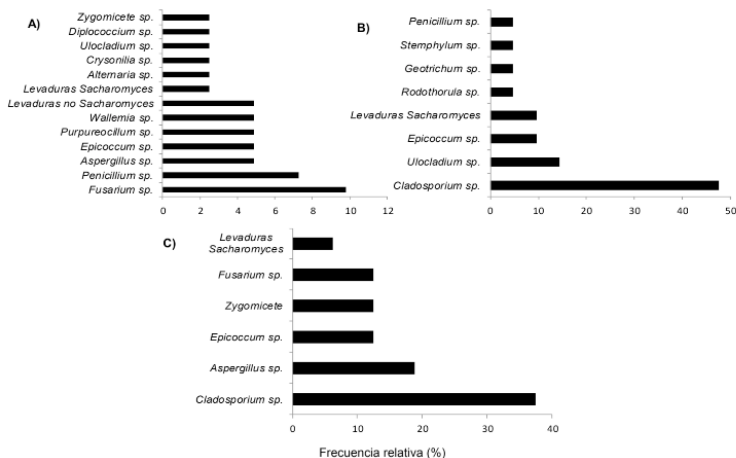 A)
Zygomicete sp.
Diplococcium sp.
Ulocladium sp.
Crysonilia sp.
Alternaria sp.
Levaduras Sacharomyces
Levaduras no Sacharomyces
Wallemia sp.
Purpureocillum sp.
Epicoccum sp.
Aspergillus sp.
Penicillium sp.
Fusarium sp.
0 2 4 6 8 10 12
B)
Penicillium sp.
Stemphylum sp.
Geotrichum sp.
Rodothorula sp.
Levaduras Sacharomyces
Epicoccum sp.
Ulocladium sp.
Cladosporium sp.
0 10 20 30 40 50
C)
Levaduras
Sacharomyces
Fusarium sp.
Zygomicete
Epicoccum sp.
Aspergillus sp.
Cladosporium sp.
0 10 20 30 40
Frecuencia relativa (%)